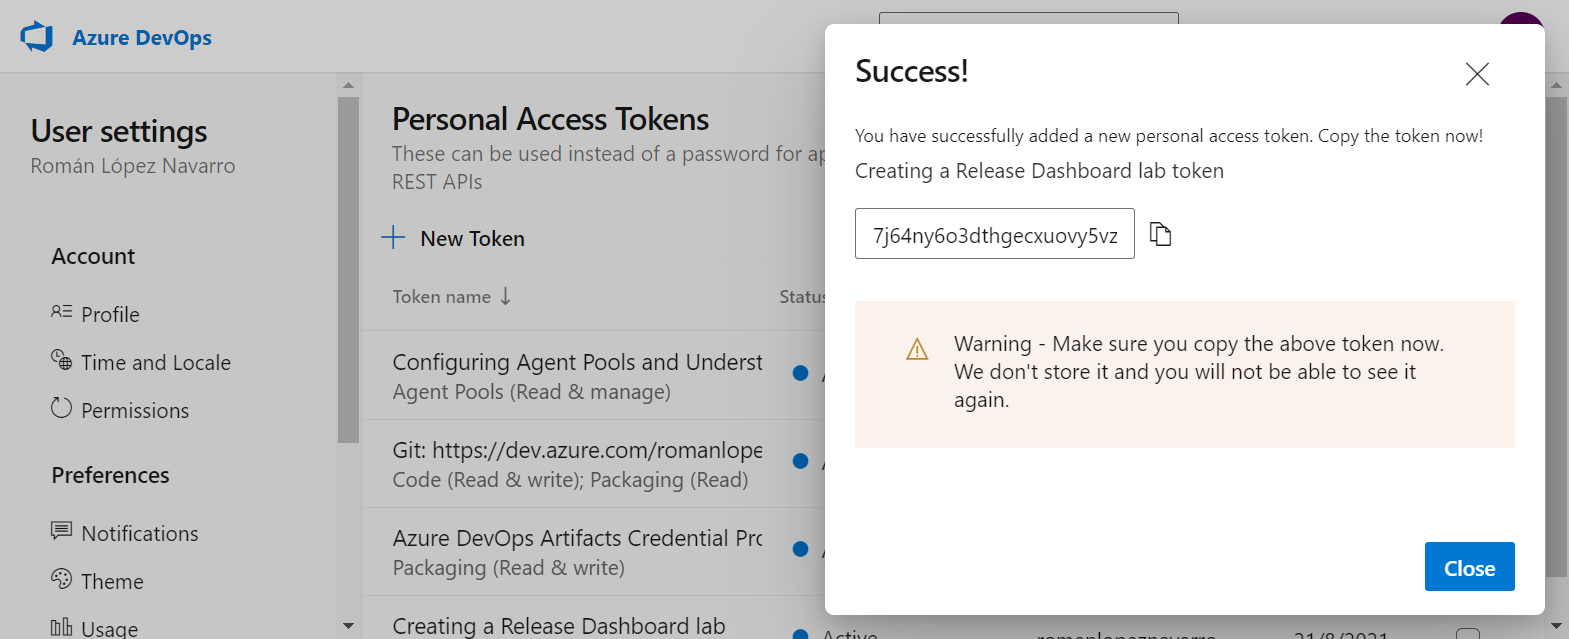 Azure DevOps
User settings
Román López Navarro
Account
Profile
Time and Locale
Permissions
Preferences
Notifications
Theme
Usage
Personal Access Tokens
These can be used instead of a password for ap
REST APIs
New Token
Token name
Status
Configuring Agent Pools and Underst
Agent Pools (Read & manage)
Git: https://dev.azure.com/romanlope
Code (Read & write); Packaging (Read)
Azure DevOps Artifacts Credential Pro
Packaging (Read & write)
Creating a Release Dashboard lab
Active
romanlopeznavarro
21/8/2021
Success!
You have successfully added a new personal access token. Copy the token now!
Creating a Release Dashboard lab token
7j64ny6o3dthgecxuovy5vz
Warning - Make sure you copy the above token now.
We don't store it and you will not be able to see it
again.
Close